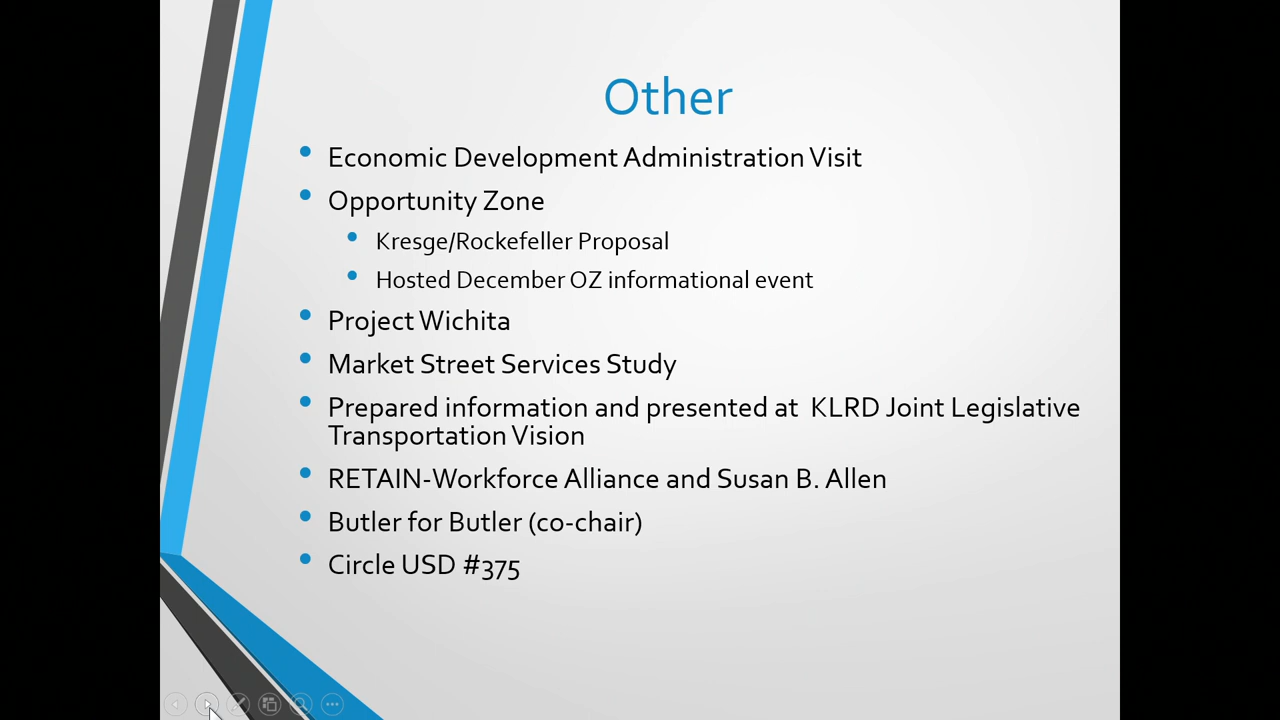 Other
Economic Development Administration Visit
Opportunity Zone
Kresge/Rockefeller Proposal
Hosted December OZ informational event
Project Wichita
Market Street Services Study
Prepared information and presented at  KLRD Joint Legislative
Transportation Vision
RETAIN-Workforce Alliance and Susan B. Allen
Butler for Butler (co-chair)
Circle USD #375